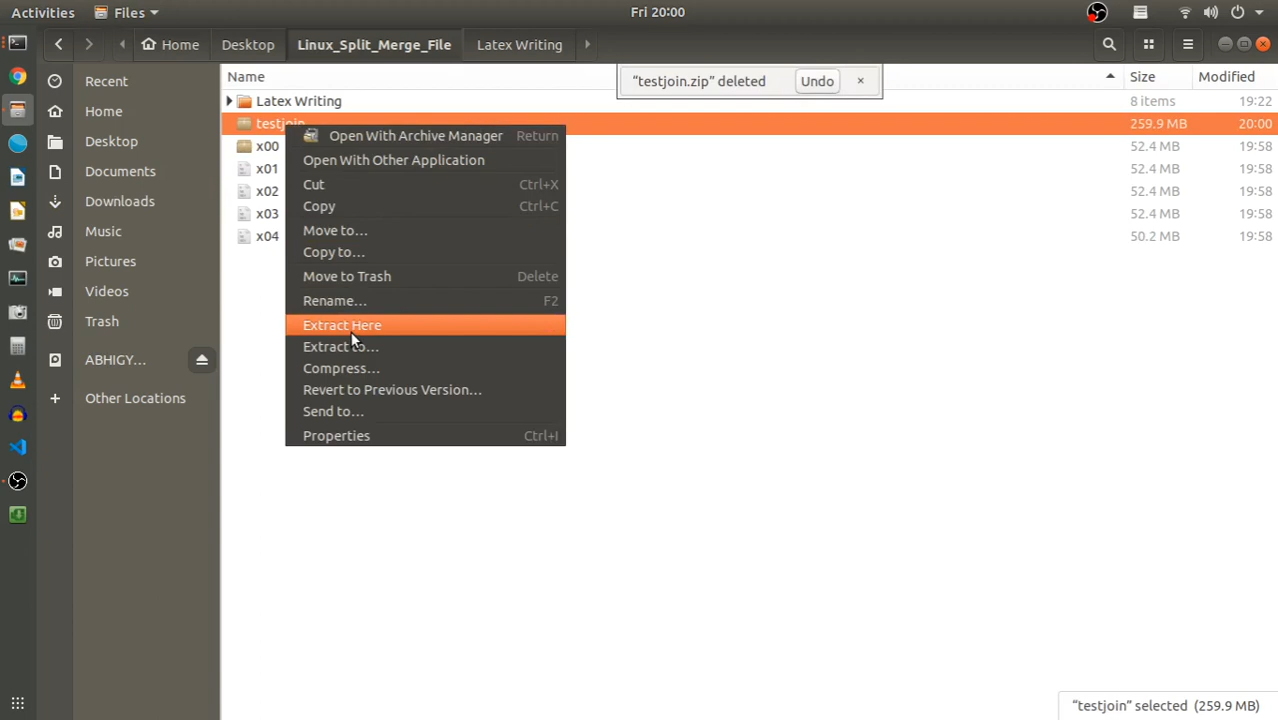 Activities Files Fri 20:00
Home Desktop Linux_Split_Merge_File Latex Writing
Recent
Home
Desktop
Documents
Downloads
Music
Pictures
Videos
Trash
ABHIGY…
Other Locations
Name Size Modified
"testjoin.zip" deleted Undo ×
Latex Writing 8 items 19:22
testjoin 259.9 MB 20:00
x00 52.4 MB 19:58
x01 52.4 MB 19:58
x02 52.4 MB 19:58
x03 52.4 MB 19:58
x04 50.2 MB 19:58
Open With Archive Manager Return
Open With Other Application
Cut Ctrl+X
Copy Ctrl+C
Move to…
Copy to…
Move to Trash Delete
Rename… F2
Extract Here
Extract to…
Compress…
Revert to Previous Version…
Send to…
Properties Ctrl+I
"testjoin" selected (259.9 MB)